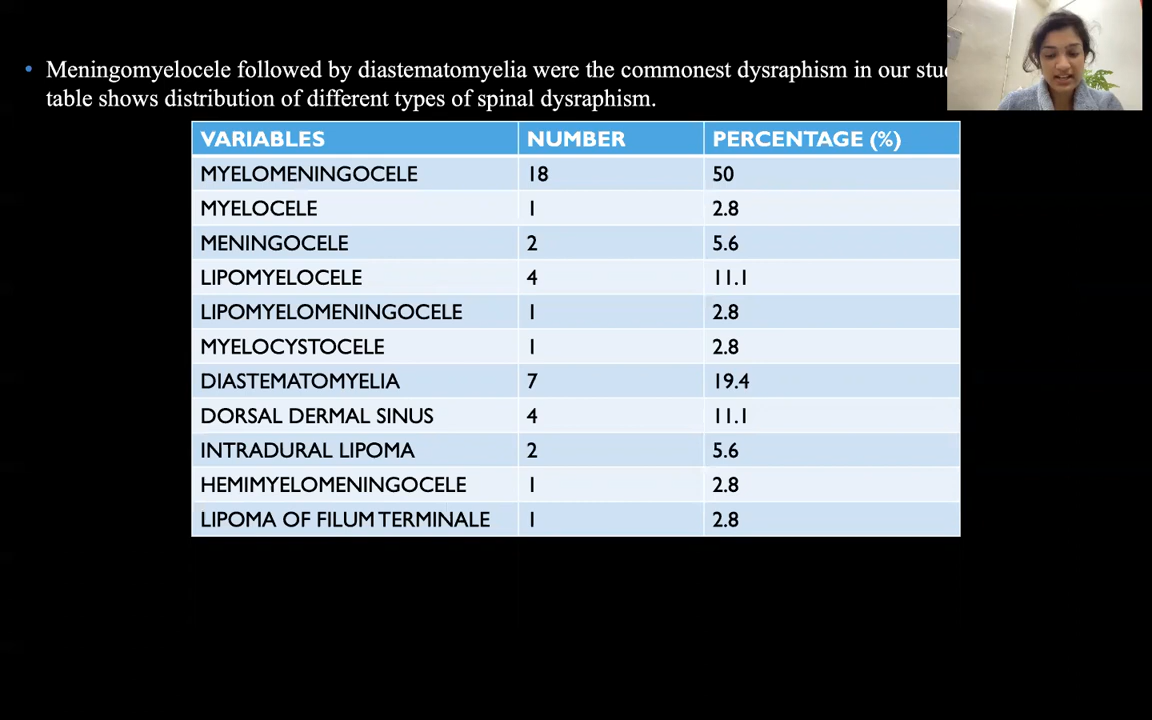 • Meningomyelocele followed by diastematomyelia were the commonest dysraphism in our
table shows distribution of different types of spinal dysraphism.
VARIABLES NUMBER PERCENTAGE (%)
MYELOMENINGOCELE 18 50
MYELOCELE 1 2.8
MENINGOCELE 2 5.6
LIPOMYELOCELE 4 11.1
LIPOMYELOMENINGOCELE 1 2.8
MYELOCYSTOCELE 1 2.8
DIASTEMATOMYELIA 7 19.4
DORSAL DERMAL SINUS 4 11.1
INTRADURAL LIPOMA 2 5.6
HEMIMYELOMENINGOCELE 1 2.8
LIPOMA OF FILUM TERMINALE 1 2.8